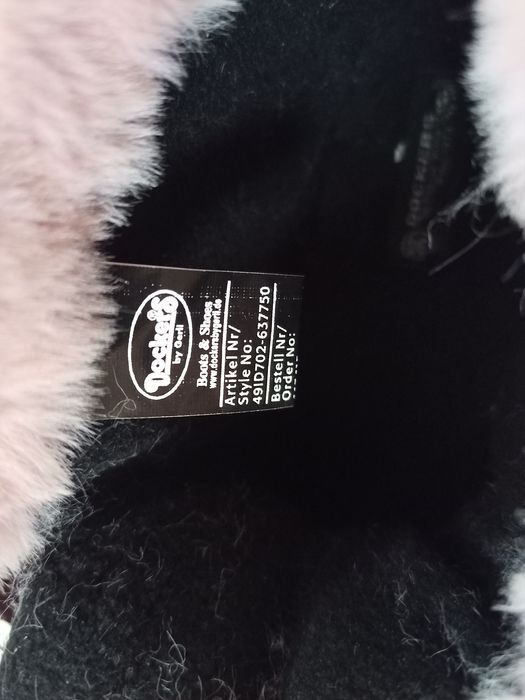 Dockers
by Gerli
Boots & Shoes
www.dockersbygerli.de
Artikel Nr/
Style No:
49ID702-637750
Bestell Nr/
Order No: